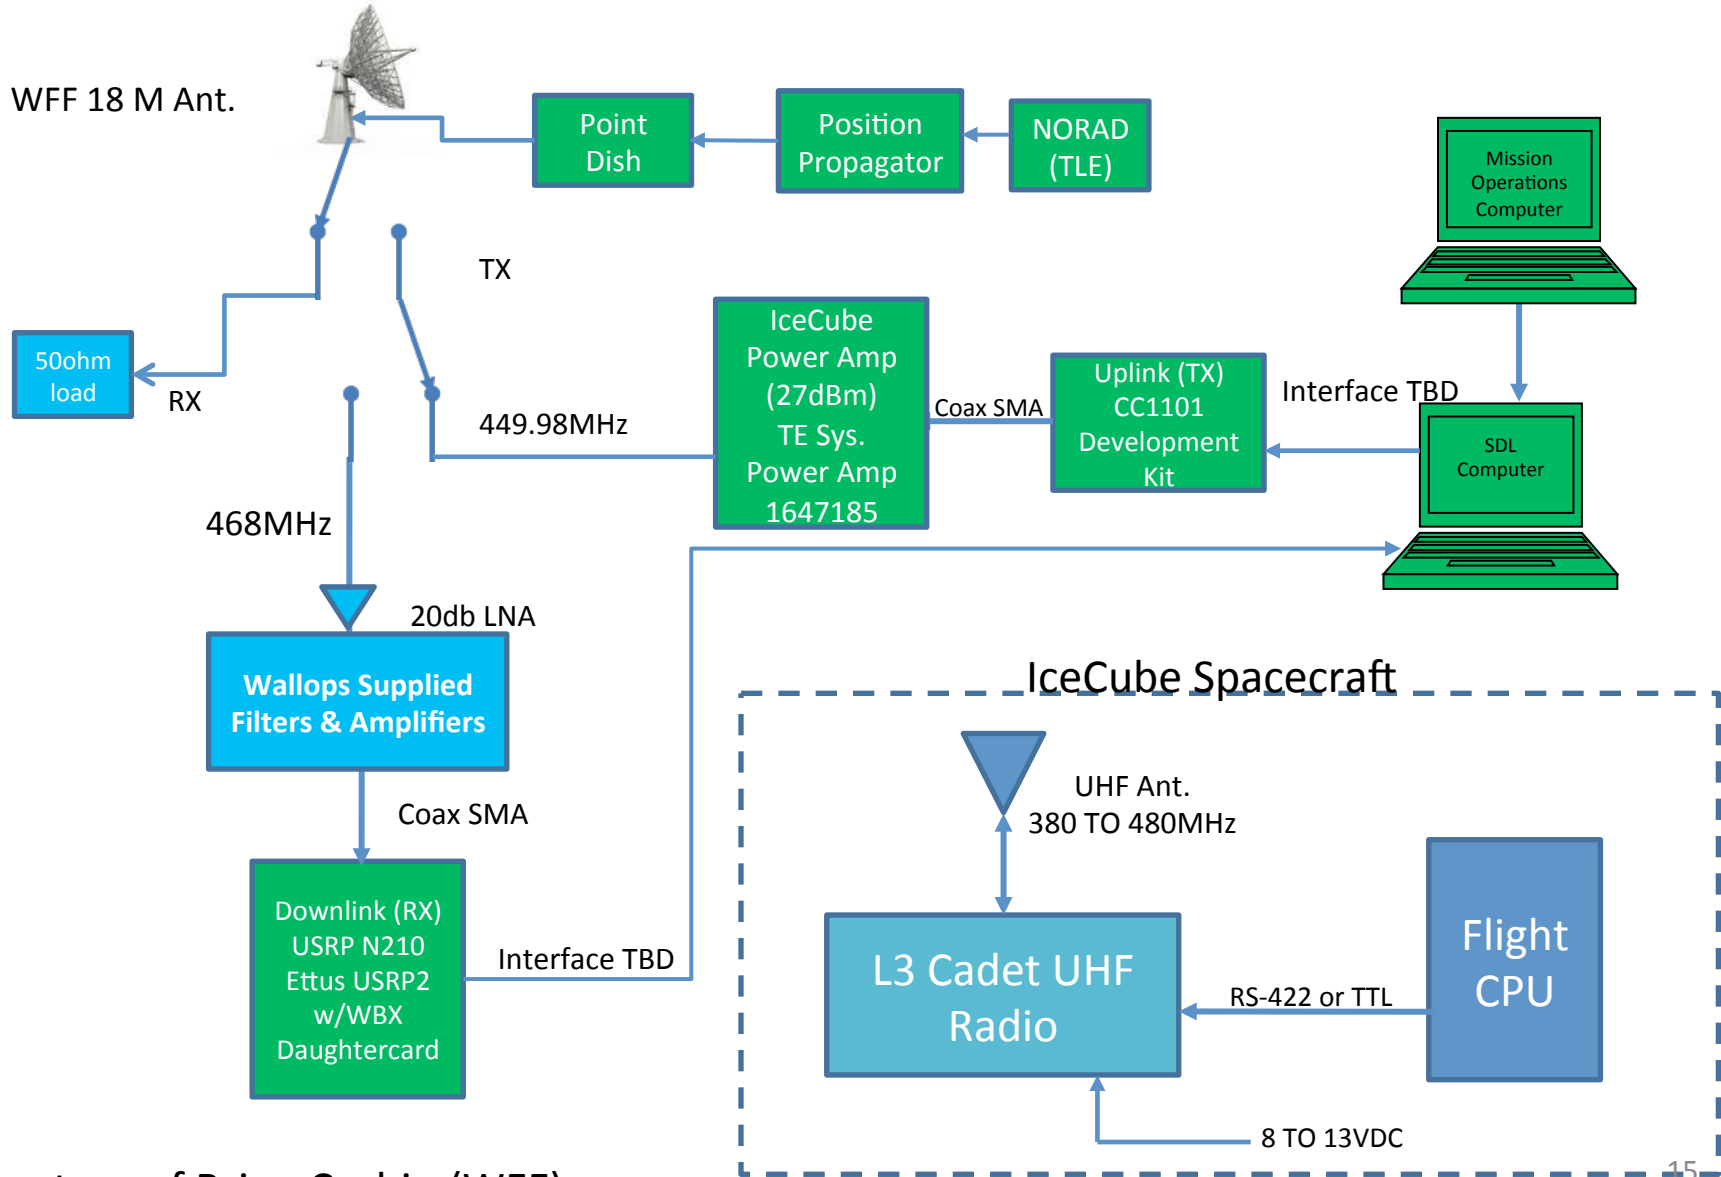 WFF 18 M Ant.
Point
Dish
Position
Propagator
NORAD
(TLE)
Mission
Operations
Computer
TX
50ohm
load
RX
449.98MHz
IceCube
Power Amp
(27dBm)
TE Sys.
Power Amp
1647185
Coax SMA
Uplink (TX)
CC1101
Development
Kit
Interface TBD
SDL
Computer
468MHz
20db LNA
Wallops Supplied
Filters & Amplifiers
Coax SMA
Downlink (RX)
USRP N210
Ettus USRP2
w/WBX
Daughtercard
Interface TBD
IceCube Spacecraft
UHF Ant.
380 TO 480MHz
L3 Cadet UHF
Radio
RS-422 or TTL
Flight
CPU
8 TO 13VDC
15